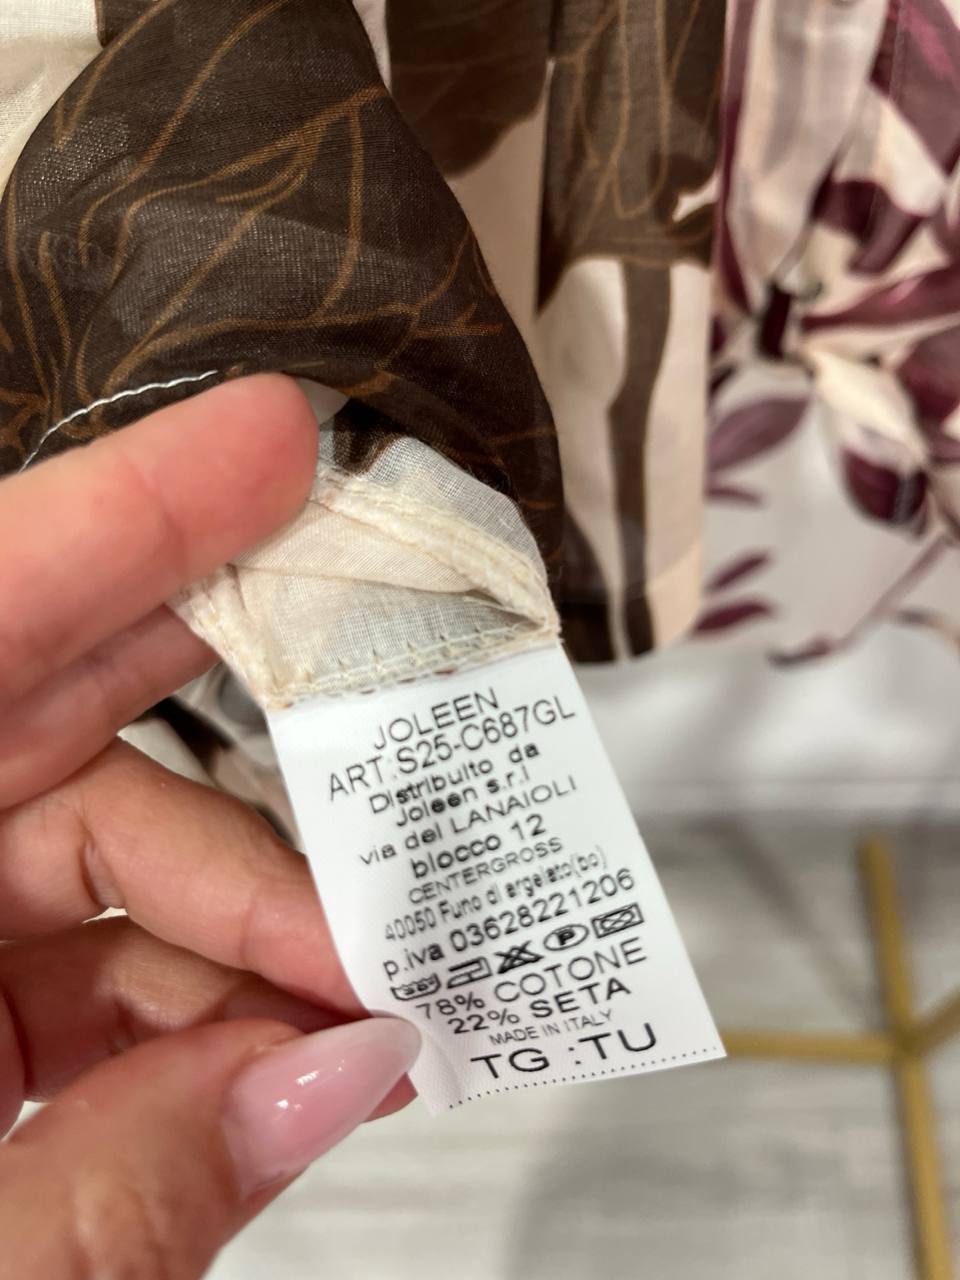 JOLEEN
ART.S25-C687GL
Distribuito da
Joleen s.r.l
via del LANAIOLI
blocco 12
CENTERGROSS
40050 Funo di argelato(bo)
p.iva 03628221206
P
78% COTONE
22% SETA
MADE IN ITALY
TG :TU